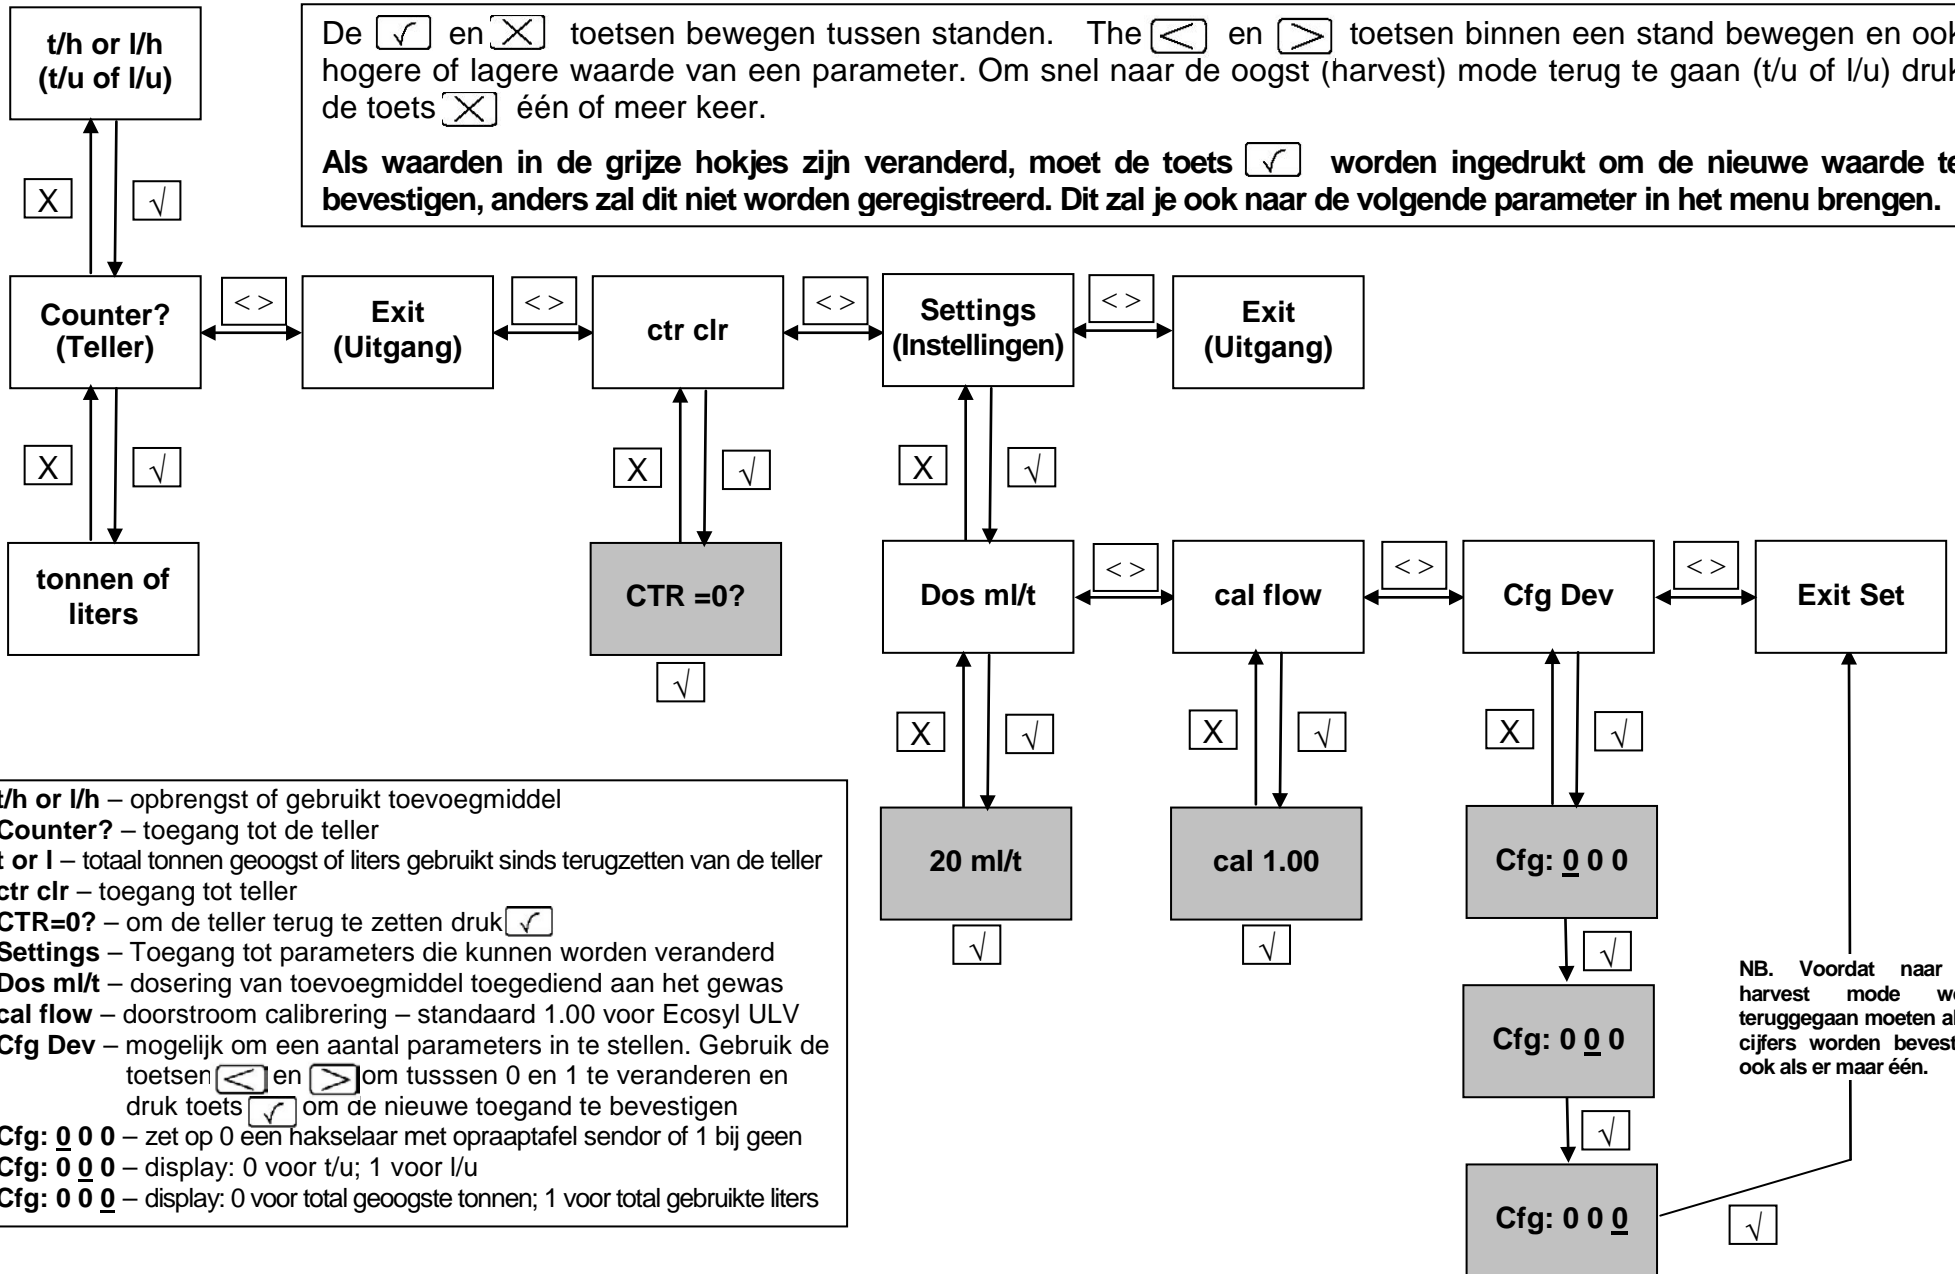 t/h or l/h
(t/u of l/u)
De √ en X toetsen bewegen tussen standen. The < en > toetsen binnen een stand bewegen en ook
hogere of lagere waarde van een parameter. Om snel naar de oogst (harvest) mode terug te gaan (t/u of l/u) druk
de toets X één of meer keer.
Als waarden in de grijze hokjes zijn veranderd, moet de toets √ worden ingedrukt om de nieuwe waarde te
bevestigen, anders zal dit niet worden geregistreerd. Dit zal je ook naar de volgende parameter in het menu brengen.
X √
Counter?
(Teller)
< >
Exit
(Uitgang)
< >
ctr clr
< >
Settings
(Instellingen)
< >
Exit
(Uitgang)
X √
X √
X √
tonnen of
liters
CTR =0?
√
Dos ml/t
< >
cal flow
< >
Cfg Dev
< >
Exit Set
X √
X √
X √
20 ml/t
√
cal 1.00
√
Cfg: 0 0 0
√
Cfg: 0 0 0
√
Cfg: 0 0 0
√
NB. Voordat naar
harvest mode
teruggegaan moeten
cijfers worden
ook als er maar één.
t/h or l/h – opbrengst of gebruikt toevoegmiddel
Counter? – toegang tot de teller
t or l – totaal tonnen geoogst of liters gebruikt sinds terugzetten van de teller
ctr clr – toegang tot teller
CTR=0? – om de teller terug te zetten druk √
Settings – Toegang tot parameters die kunnen worden veranderd
Dos ml/t – dosering van toevoegmiddel toegediend aan het gewas
cal flow – doorstroom calibrering – standaard 1.00 voor Ecosyl ULV
Cfg Dev – mogelijk om een aantal parameters in te stellen. Gebruik de
toetsen < en > om tusssen 0 en 1 te veranderen en
druk toets √ om de nieuwe toegand te bevestigen
Cfg: 0 0 0 – zet op 0 een hakselaar met opraaptafel sendor of 1 bij geen
Cfg: 0 0 0 – display: 0 voor t/u; 1 voor l/u
Cfg: 0 0 0 – display: 0 voor total geoogste tonnen; 1 voor total gebruikte liters